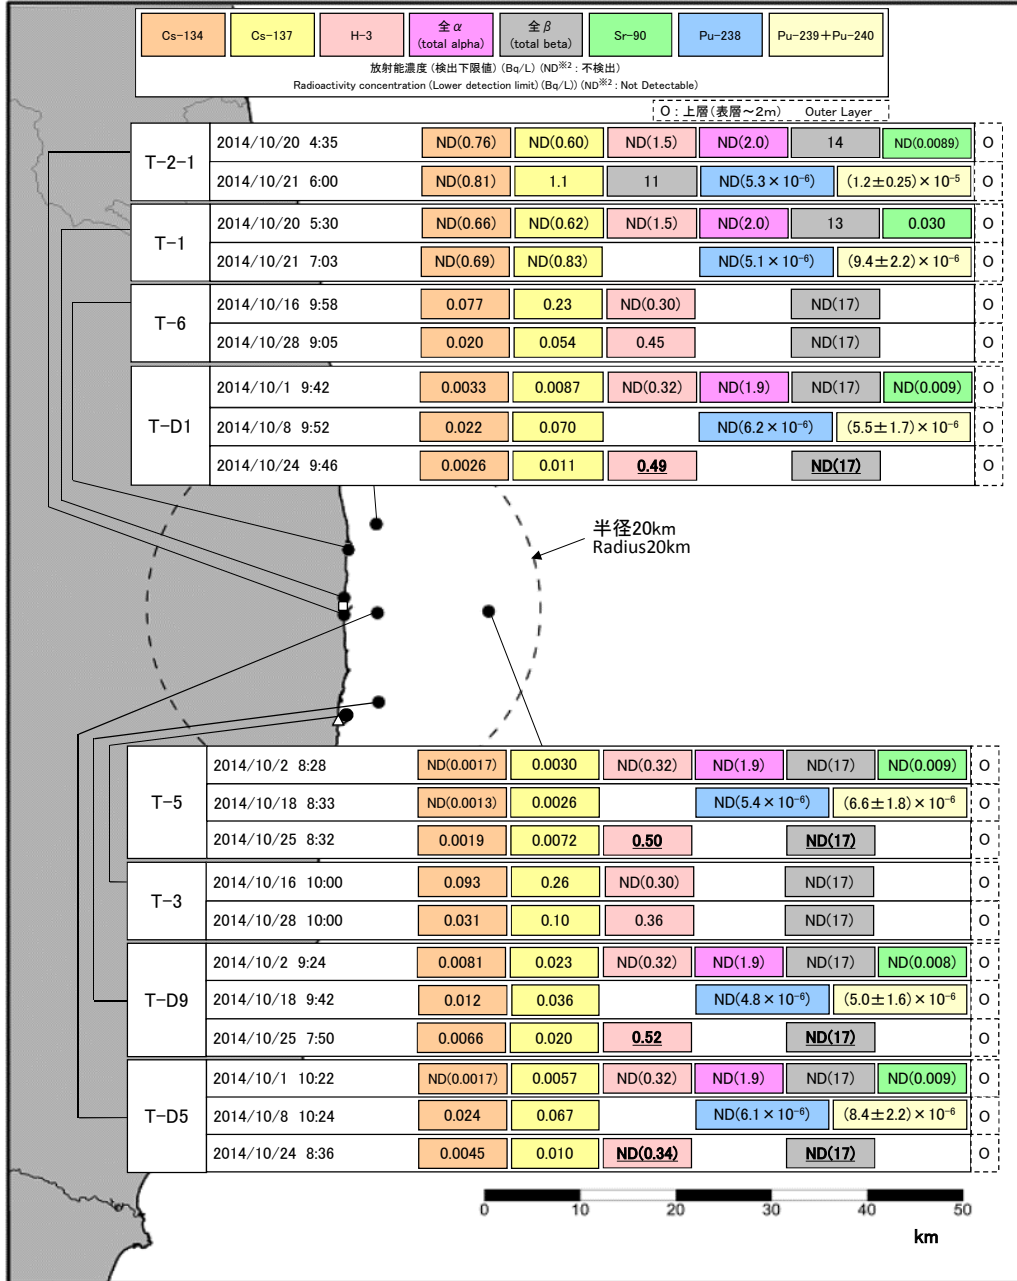 Cs-134 Cs-137 H-3 全α (total alpha) 全β (total beta) Sr-90 Pu-238 Pu-239+Pu-240
放射能濃度(検出下限値)(Bq/L)(ND※2：不検出)
Radioactivity concentration (Lower detection limit)(Bq/L))(ND※2：Not Detectable)
O：上層(表層～2m) Outer Layer
T-2-1
2014/10/20 4:35 ND(0.76) ND(0.60) ND(1.5) ND(2.0) 14 ND(0.0089) O
2014/10/21 6:00 ND(0.81) 1.1 11 ND(5.3×10⁻⁶) (1.2±0.25)×10⁻⁵ O
T-1
2014/10/20 5:30 ND(0.66) ND(0.62) ND(1.5) ND(2.0) 13 0.030 O
2014/10/21 7:03 ND(0.69) ND(0.83) ND(5.1×10⁻⁶) (9.4±2.2)×10⁻⁶ O
T-6
2014/10/16 9:58 0.077 0.23 ND(0.30) ND(17) O
2014/10/28 9:05 0.020 0.054 0.45 ND(17) O
T-D1
2014/10/1 9:42 0.0033 0.0087 ND(0.32) ND(1.9) ND(17) ND(0.009) O
2014/10/8 9:52 0.022 0.070 ND(6.2×10⁻⁶) (5.5±1.7)×10⁻⁶ O
2014/10/24 9:46 0.0026 0.011 0.49 ND(17) O
半径20km
Radius20km
T-5
2014/10/2 8:28 ND(0.0017) 0.0030 ND(0.32) ND(1.9) ND(17) ND(0.009) O
2014/10/18 8:33 ND(0.0013) 0.0026 ND(5.4×10⁻⁶) (6.6±1.8)×10⁻⁶ O
2014/10/25 8:32 0.0019 0.0072 0.50 ND(17) O
T-3
2014/10/16 10:00 0.093 0.26 ND(0.30) ND(17) O
2014/10/28 10:00 0.031 0.10 0.36 ND(17) O
T-D9
2014/10/2 9:24 0.0081 0.023 ND(0.32) ND(1.9) ND(17) ND(0.008) O
2014/10/18 9:42 0.012 0.036 ND(4.8×10⁻⁶) (5.0±1.6)×10⁻⁶ O
2014/10/25 7:50 0.0066 0.020 0.52 ND(17) O
T-D5
2014/10/1 10:22 ND(0.0017) 0.0057 ND(0.32) ND(1.9) ND(17) ND(0.009) O
2014/10/8 10:24 0.024 0.067 ND(6.1×10⁻⁶) (8.4±2.2)×10⁻⁶ O
2014/10/24 8:36 0.0045 0.010 ND(0.34) ND(17) O
0 10 20 30 40 50
km